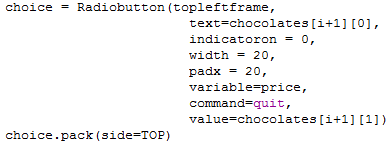 choice = Radiobutton(topleftframe,
                     text=chocolates[i+1][0],
                     indicatoron = 0,
                     width = 20,
                     padx = 20,
                     variable=price,
                     command=quit,
                     value=chocolates[i+1][1])
choice.pack(side=TOP)